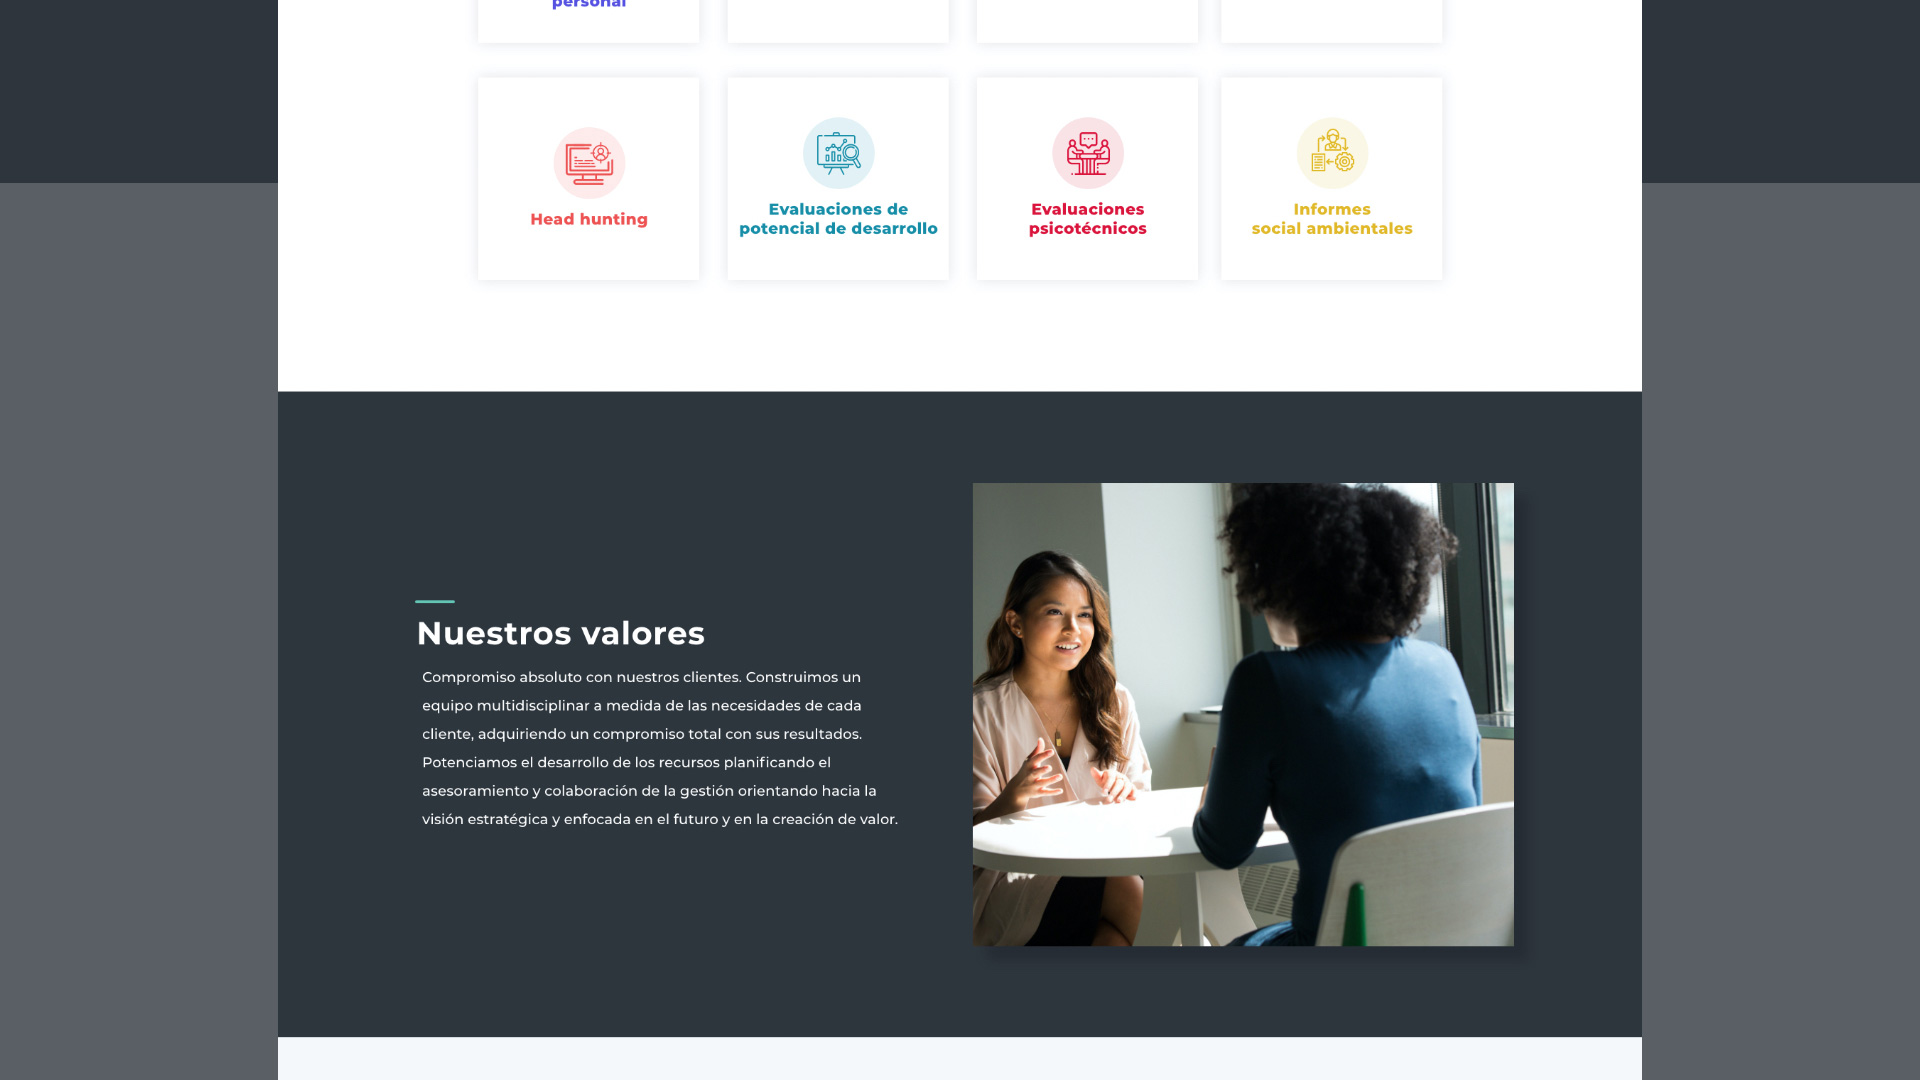 personal
Head hunting
Evaluaciones de
potencial de desarrollo
Evaluaciones
psicotécnicos
Informes
social ambientales
Nuestros valores
Compromiso absoluto con nuestros clientes. Construimos un
equipo multidisciplinar a medida de las necesidades de cada
cliente, adquiriendo un compromiso total con sus resultados.
Potenciamos el desarrollo de los recursos planificando el
asesoramiento y colaboración de la gestión orientando hacia la
visión estratégica y enfocada en el futuro y en la creación de valor.